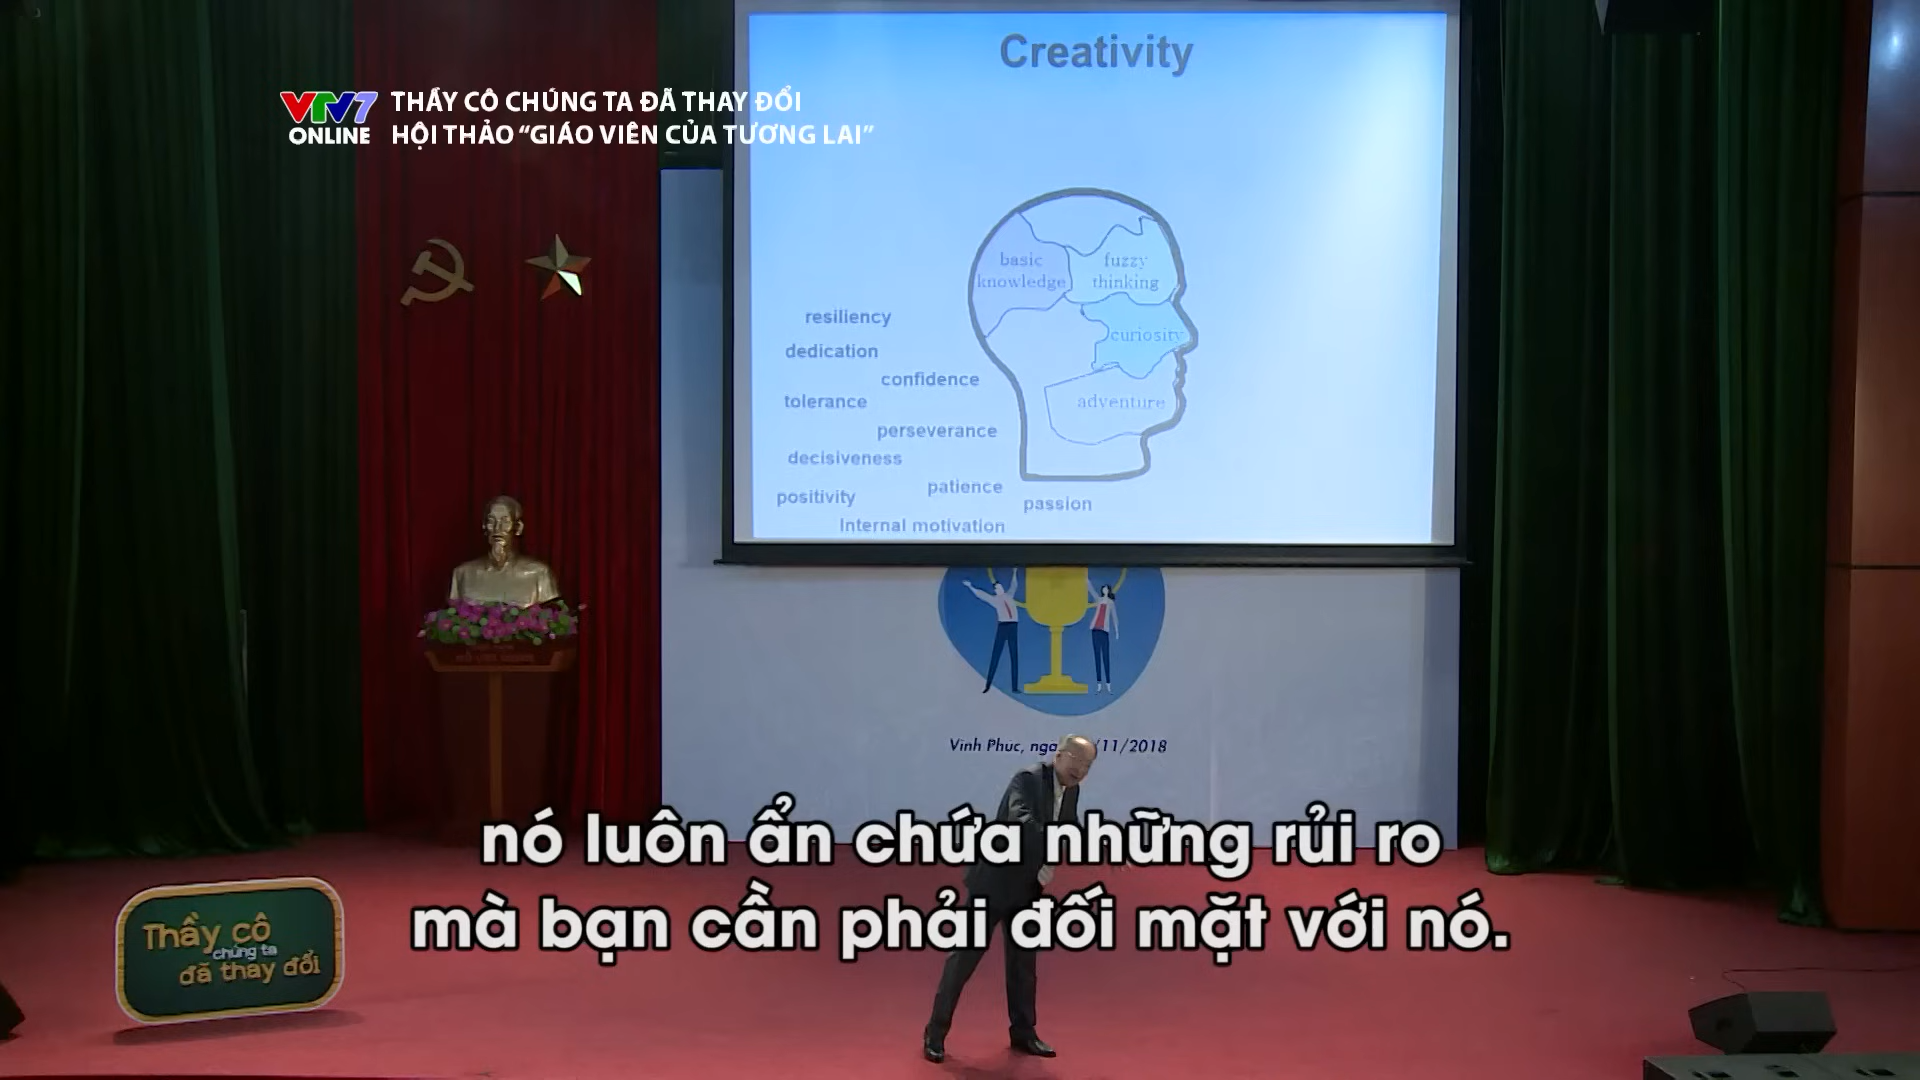 Creativity
VTV7
ONLINE
THẦY CÔ CHÚNG TA ĐÃ THAY ĐỔI
HỘI THẢO “GIÁO VIÊN CỦA TƯƠNG LAI”
basic
knowledge
fuzzy
thinking
curiosity
adventure
resiliency
dedication
confidence
tolerance
perseverance
decisiveness
patience
positivity
passion
Internal motivation
Vĩnh Phúc, /11/2018
nó luôn ẩn chứa những rủi ro
mà bạn cần phải đối mặt với nó.
Thầy cô
chúng ta
đã thay đổi